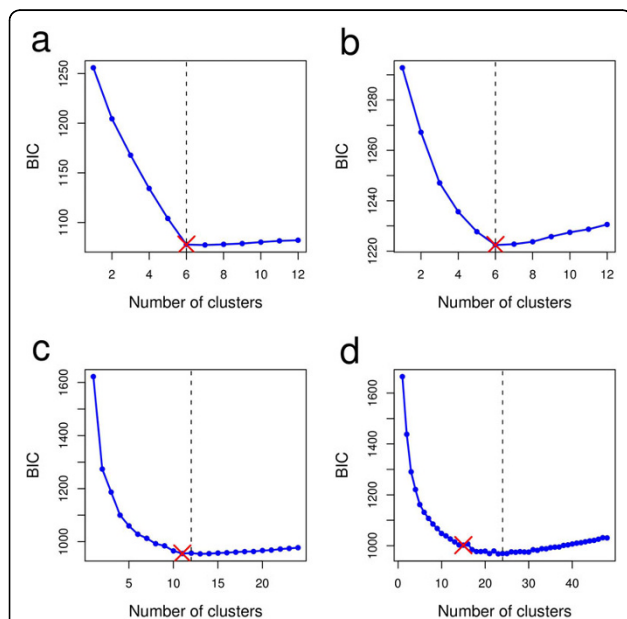 a
BIC
1250
1200
1150
1100
2 4 6 8 10 12
Number of clusters
b
BIC
1280
1260
1240
1220
2 4 6 8 10 12
Number of clusters
c
BIC
1600
1400
1200
1000
5 10 15 20
Number of clusters
d
BIC
1600
1400
1200
1000
0 10 20 30 40
Number of clusters